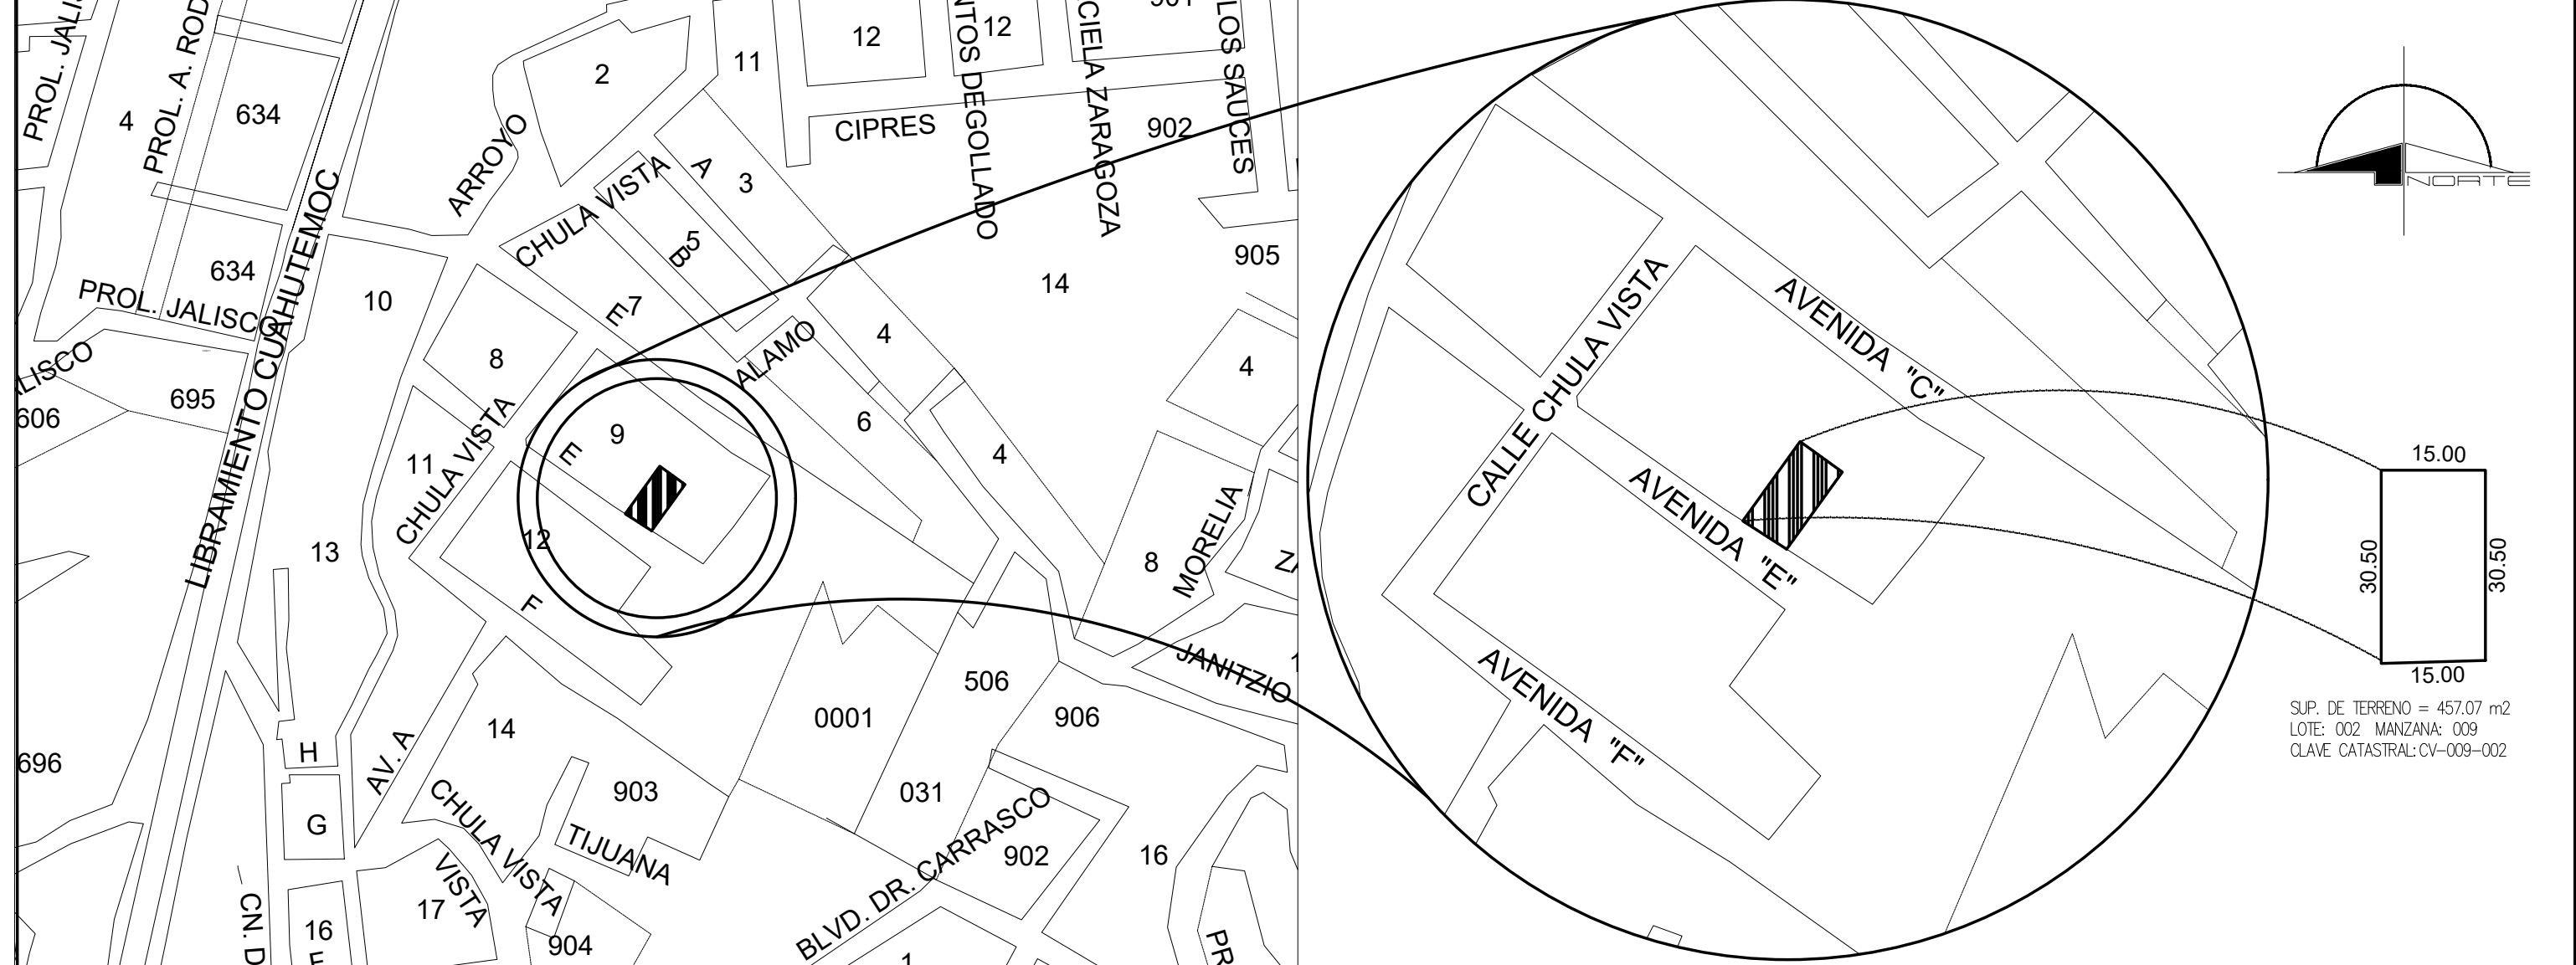 PROL. JALIS
PROL. A. ROD
4
634
634
PROL. JALISCO
LIBRAMIENTO CUAHUTEMOC
695
606
696
10
ARROYO
2
11
12
12
CIPRES
CIELA ZARAGOZA
LOS SAUCES
902
905
CHULA VISTA
A
3
5
B
E
7
14
8
ALAMO
4
6
4
4
9
E
11
CHULA VISTA
12
F
13
8
MORELIA
JANITZIO
506
906
0001
031
H
AV. A
14
903
G
CHULA VISTA
TIJUANA
VISTA
17
16
904
BLVD. DR. CARRASCO
902
16
CN. D
PR
1
CALLE CHULA VISTA
AVENIDA "C"
AVENIDA "E"
AVENIDA "F"
NORTE
15.00
30.50
30.50
15.00
SUP. DE TERRENO = 457.07 m2
LOTE: 002 MANZANA: 009
CLAVE CATASTRAL: CV-009-002